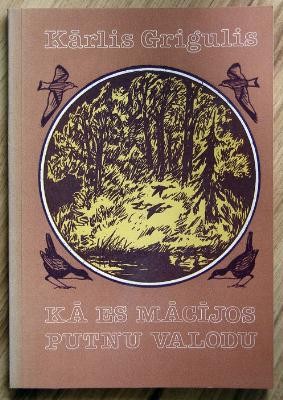 Kārlis Grigulis
KĀ ES MĀCĪJOS
PUTNU VALODU